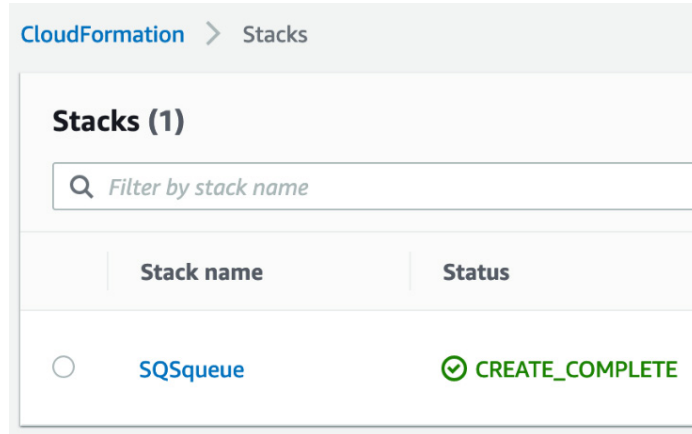 CloudFormation > Stacks
Stacks (1)
Filter by stack name
Stack name Status
SQSqueue CREATE_COMPLETE